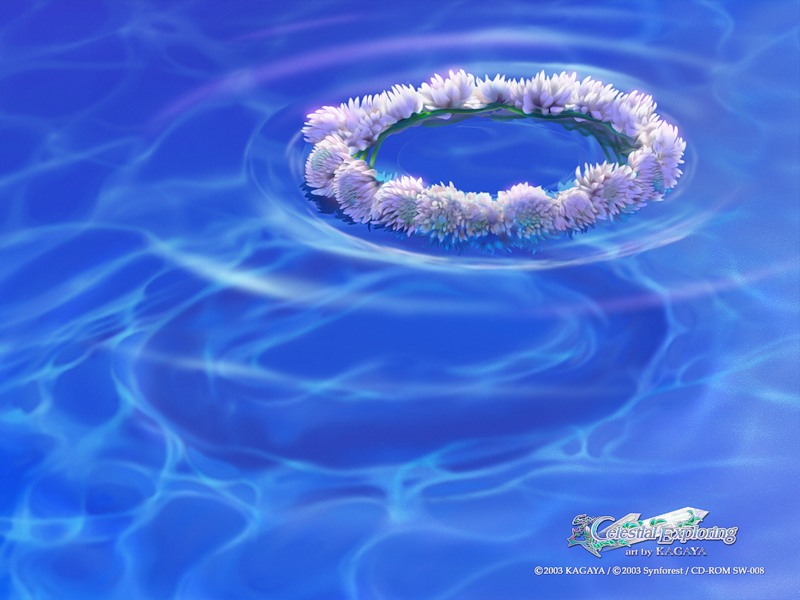 Celestial Exploring
art by KAGAYA
©2003 KAGAYA / ©2003 Synforest / CD-ROM SW-008